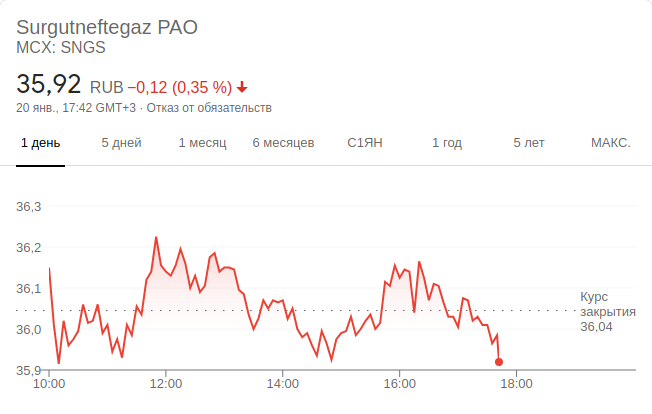 Surgutneftegaz PAO
MCX: SNGS
35,92 RUB −0,12 (0,35 %)
20 янв., 17:42 GMT+3 · Отказ от обязательств
1 день 5 дней 1 месяц 6 месяцев С1ЯН 1 год 5 лет МАКС.
36,3
36,2
36,1
36,0
35,9
Курс
закрытия
36,04
10:00 12:00 14:00 16:00 18:00